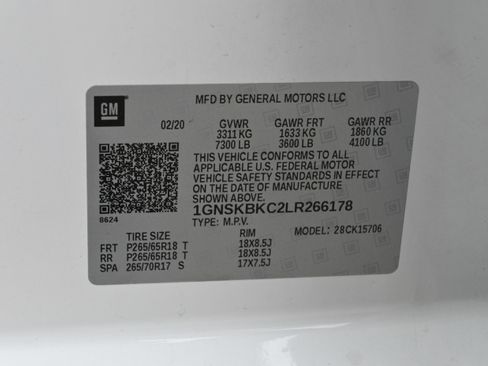 GM
MFD BY GENERAL MOTORS LLC
02/20 GVWR GAWR FRT GAWR RR
3311 KG 1633 KG 1860 KG
7300 LB 3600 LB 4100 LB
THIS VEHICLE CONFORMS TO ALL
APPLICABLE U.S. FEDERAL MOTOR
VEHICLE SAFETY STANDARDS IN EFFECT
ON THE DATE OF MANUFACTURE
SHOWN ABOVE.
1GNSKBKC2LR266178
8624
TYPE: M.P.V.
MODEL: 28CK15706
TIRE SIZE RIM
FRT P265/65R18 T 18X8.5J
RR P265/65R18 T 18X8.5J
SPA 265/70R17 S 17X7.5J